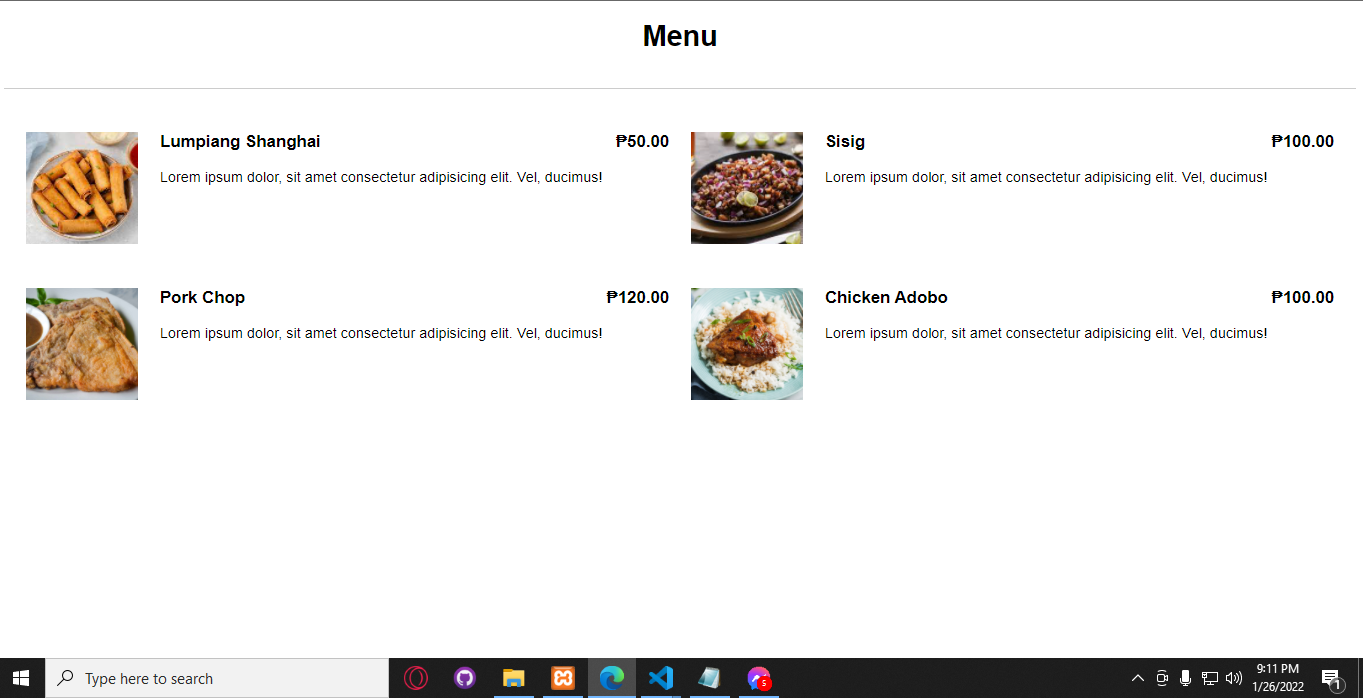 Menu
Lumpiang Shanghai ₱50.00
Lorem ipsum dolor, sit amet consectetur adipisicing elit. Vel, ducimus!
Sisig ₱100.00
Lorem ipsum dolor, sit amet consectetur adipisicing elit. Vel, ducimus!
Pork Chop ₱120.00
Lorem ipsum dolor, sit amet consectetur adipisicing elit. Vel, ducimus!
Chicken Adobo ₱100.00
Lorem ipsum dolor, sit amet consectetur adipisicing elit. Vel, ducimus!
Type here to search
5
9:11 PM
1/26/2022
1